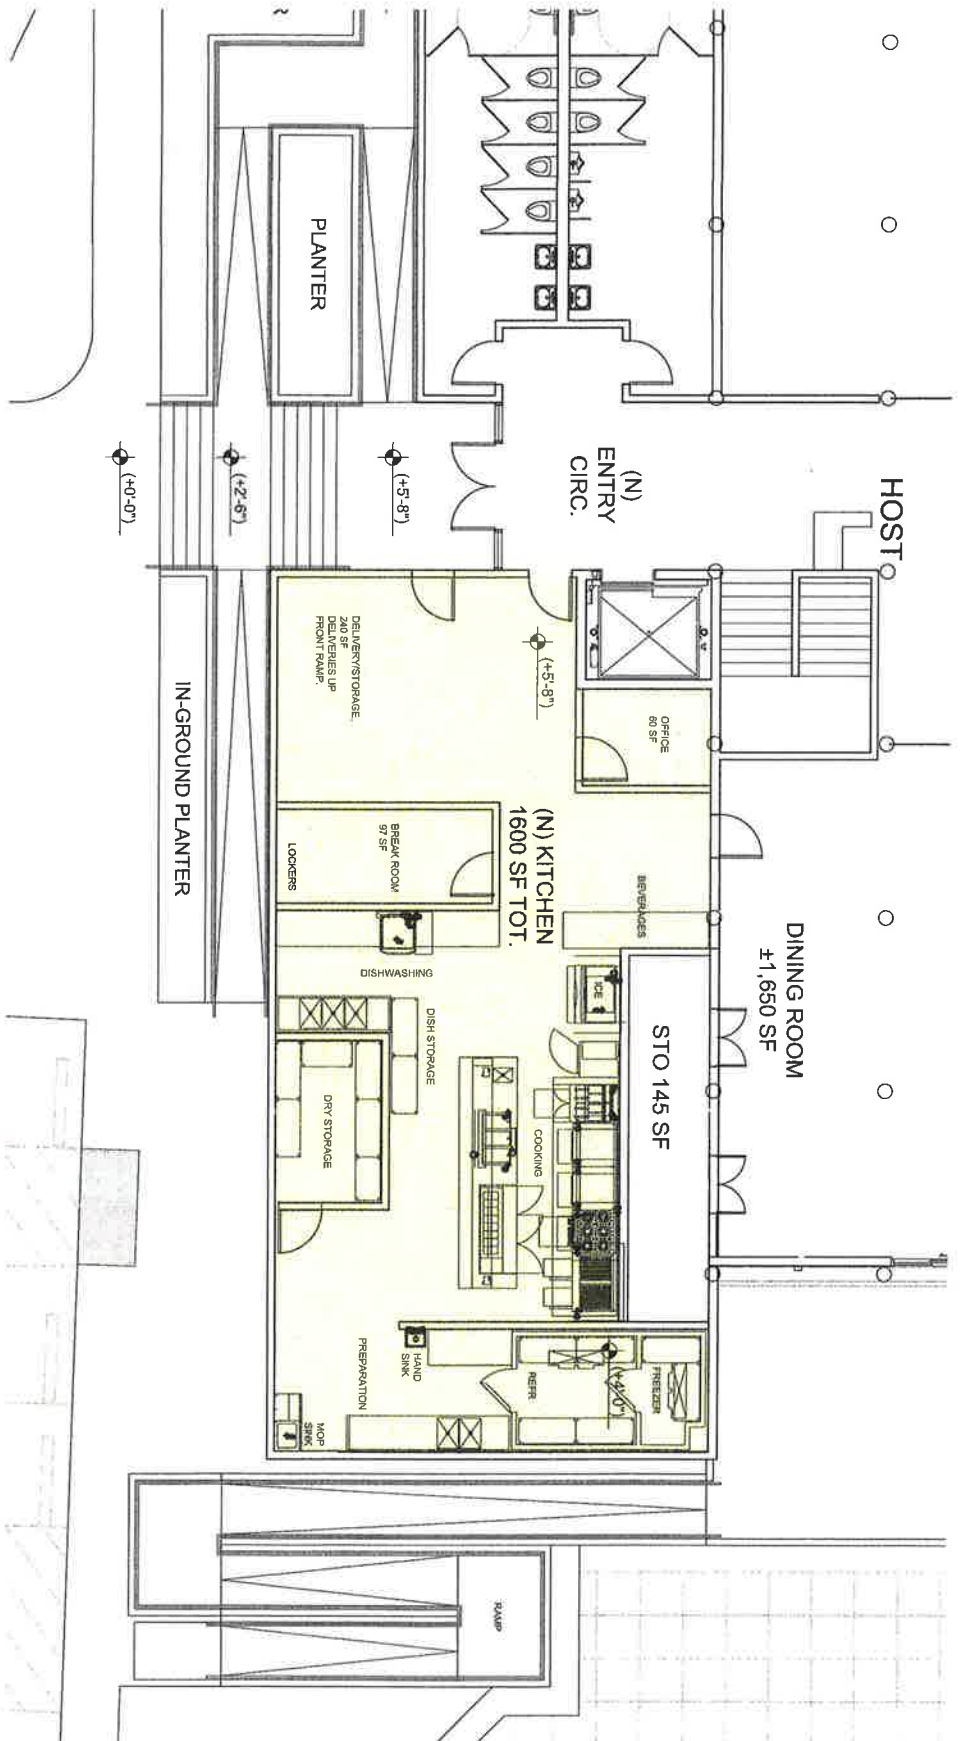 HOST
(N)
ENTRY
CIRC.
PLANTER
(+5'-8")
(+2'-6")
(+0'-0")
DINING ROOM
±1,650 SF
OFFICE
60 SF
(+5'-8")
DELIVERY/STORAGE
240 SF
DELIVERIES UP
FRONT RAMP.
IN-GROUND PLANTER
(N) KITCHEN
1600 SF TOT.
BREAK ROOM
97 SF
LOCKERS
BEVERAGES
STO 145 SF
ICE
DISHWASHING
DISH STORAGE
COOKING
DRY STORAGE
FREEZER
(+4'-0")
REFR
HAND
SINK
PREPARATION
MOP
SINK
RAMP